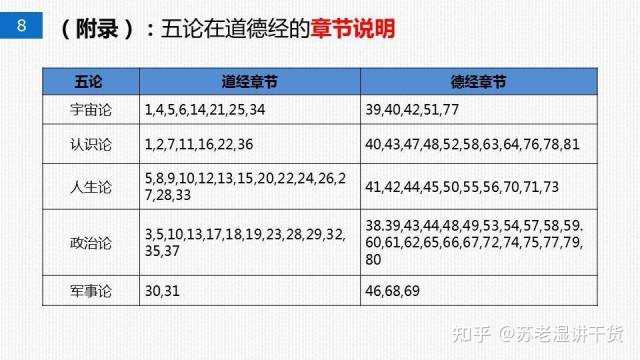 8
（附录）：五论在道德经的章节说明
五论 道经章节 德经章节
宇宙论 1,4,5,6,14,21,25,34 39,40,42,51,77
认识论 1,2,7,11,16,22,36 40,43,47,48,52,58,63,64,76,78,81
人生论 5,8,9,10,12,13,15,20,22,24,26,2
7,28,33 41,42,44,45,50,55,56,70,71,73
政治论 3,5,10,13,17,18,19,23,28,29,32,
35,37 38.39,43,44,48,49,53,54,57,58,59.
60,61,62,65,66,67,72,74,75,77,79,
80
军事论 30,31 46,68,69
知乎 @苏老湿讲干货